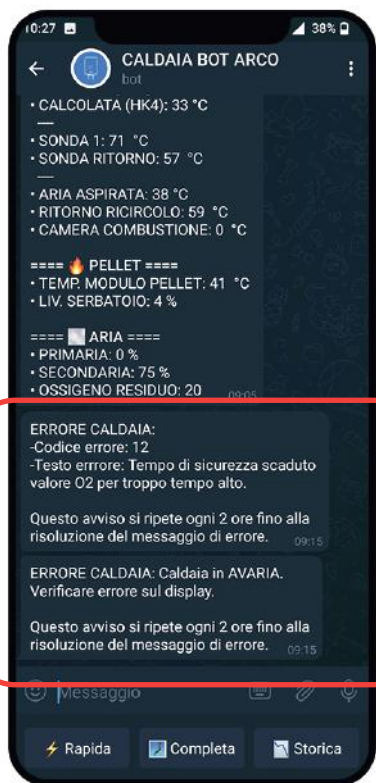 10:27
38%
CALDAIA BOT ARCO
bot
• CALCOLATA (HK4): 33 °C
—
• SONDA 1: 71 °C
• SONDA RITORNO: 57 °C
—
• ARIA ASPIRATA: 38 °C
• RITORNO RICIRCOLO: 59 °C
• CAMERA COMBUSTIONE: 0 °C
==== 🔥 PELLET ====
• TEMP. MODULO PELLET: 41 °C
• LIV. SERBATOIO: 4 %
==== ARIA ====
• PRIMARIA: 0 %
• SECONDARIA: 75 %
• OSSIGENO RESIDUO: 20
09:05
ERRORE CALDAIA:
-Codice errore: 12
-Testo errrore: Tempo di sicurezza scaduto
valore O2 per troppo tempo alto.
Questo avviso si ripete ogni 2 ore fino alla
risoluzione del messaggio di errore. 09:15
ERRORE CALDAIA: Caldaia in AVARIA.
Verificare errore sul display.
Questo avviso si ripete ogni 2 ore fino alla
risoluzione del messaggio di errore. 09:15
Messaggio
⚡ Rapida
Completa
Storica